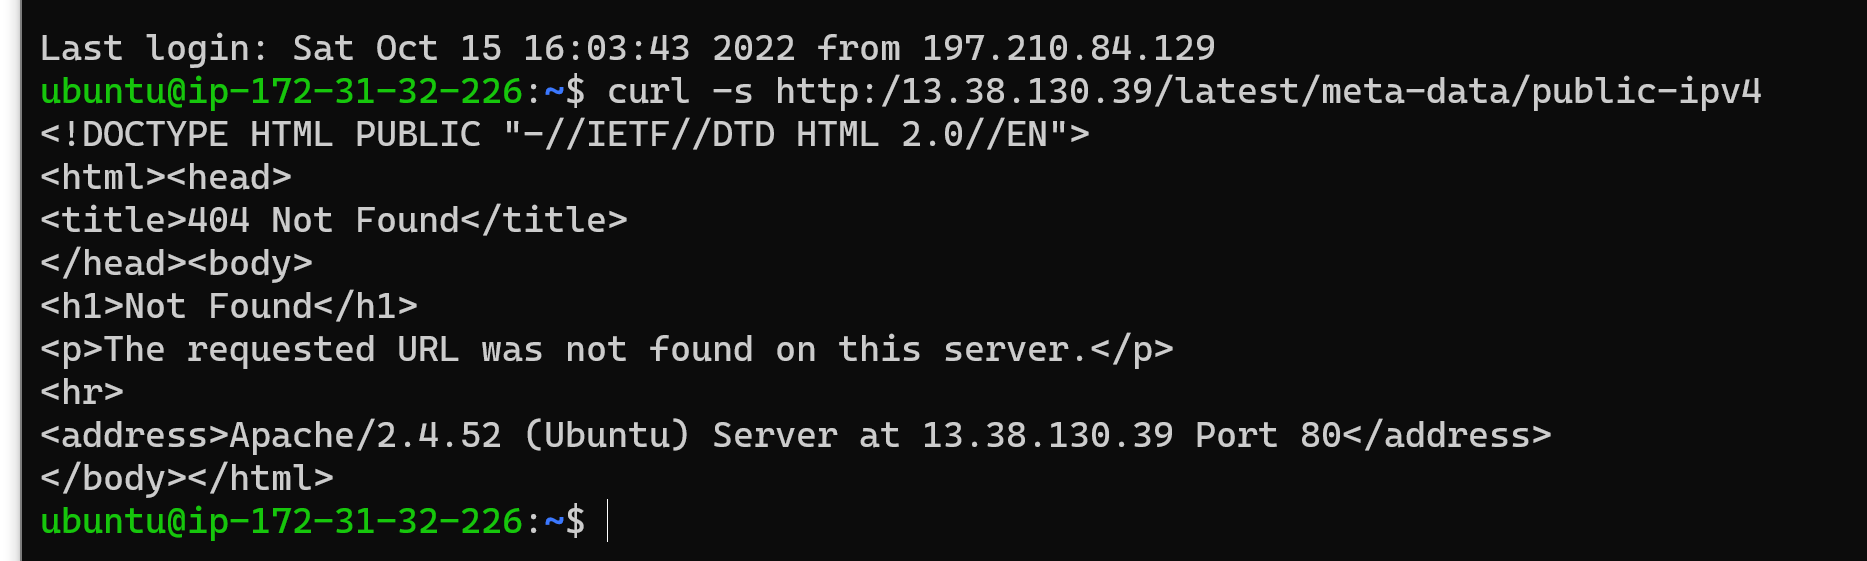 Last login: Sat Oct 15 16:03:43 2022 from 197.210.84.129
ubuntu@ip-172-31-32-226:~$ curl -s http:/13.38.130.39/latest/meta-data/public-ipv4
<!DOCTYPE HTML PUBLIC "-//IETF//DTD HTML 2.0//EN">
<html><head>
<title>404 Not Found</title>
</head><body>
<h1>Not Found</h1>
<p>The requested URL was not found on this server.</p>
<hr>
<address>Apache/2.4.52 (Ubuntu) Server at 13.38.130.39 Port 80</address>
</body></html>
ubuntu@ip-172-31-32-226:~$